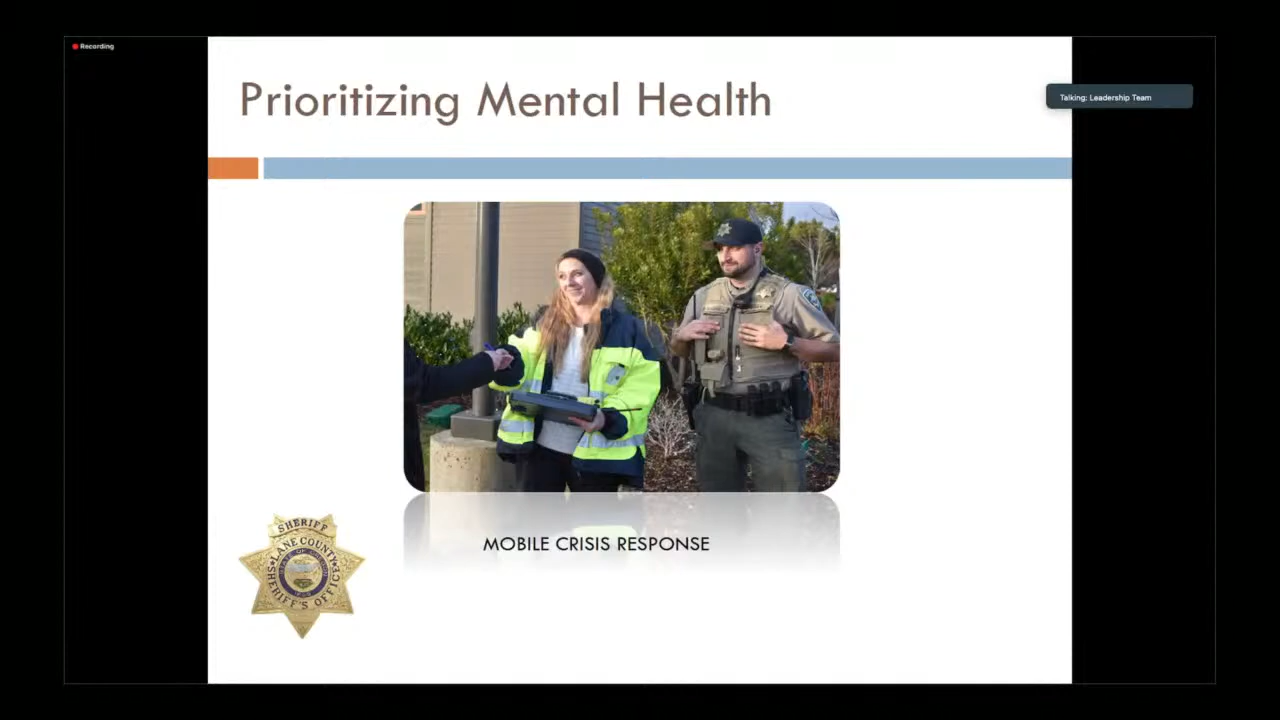 Recording
Prioritizing Mental Health
Talking: Leadership Team
MOBILE CRISIS RESPONSE
SHERIFF
LANE COUNTY
SHERIFF'S OFFICE